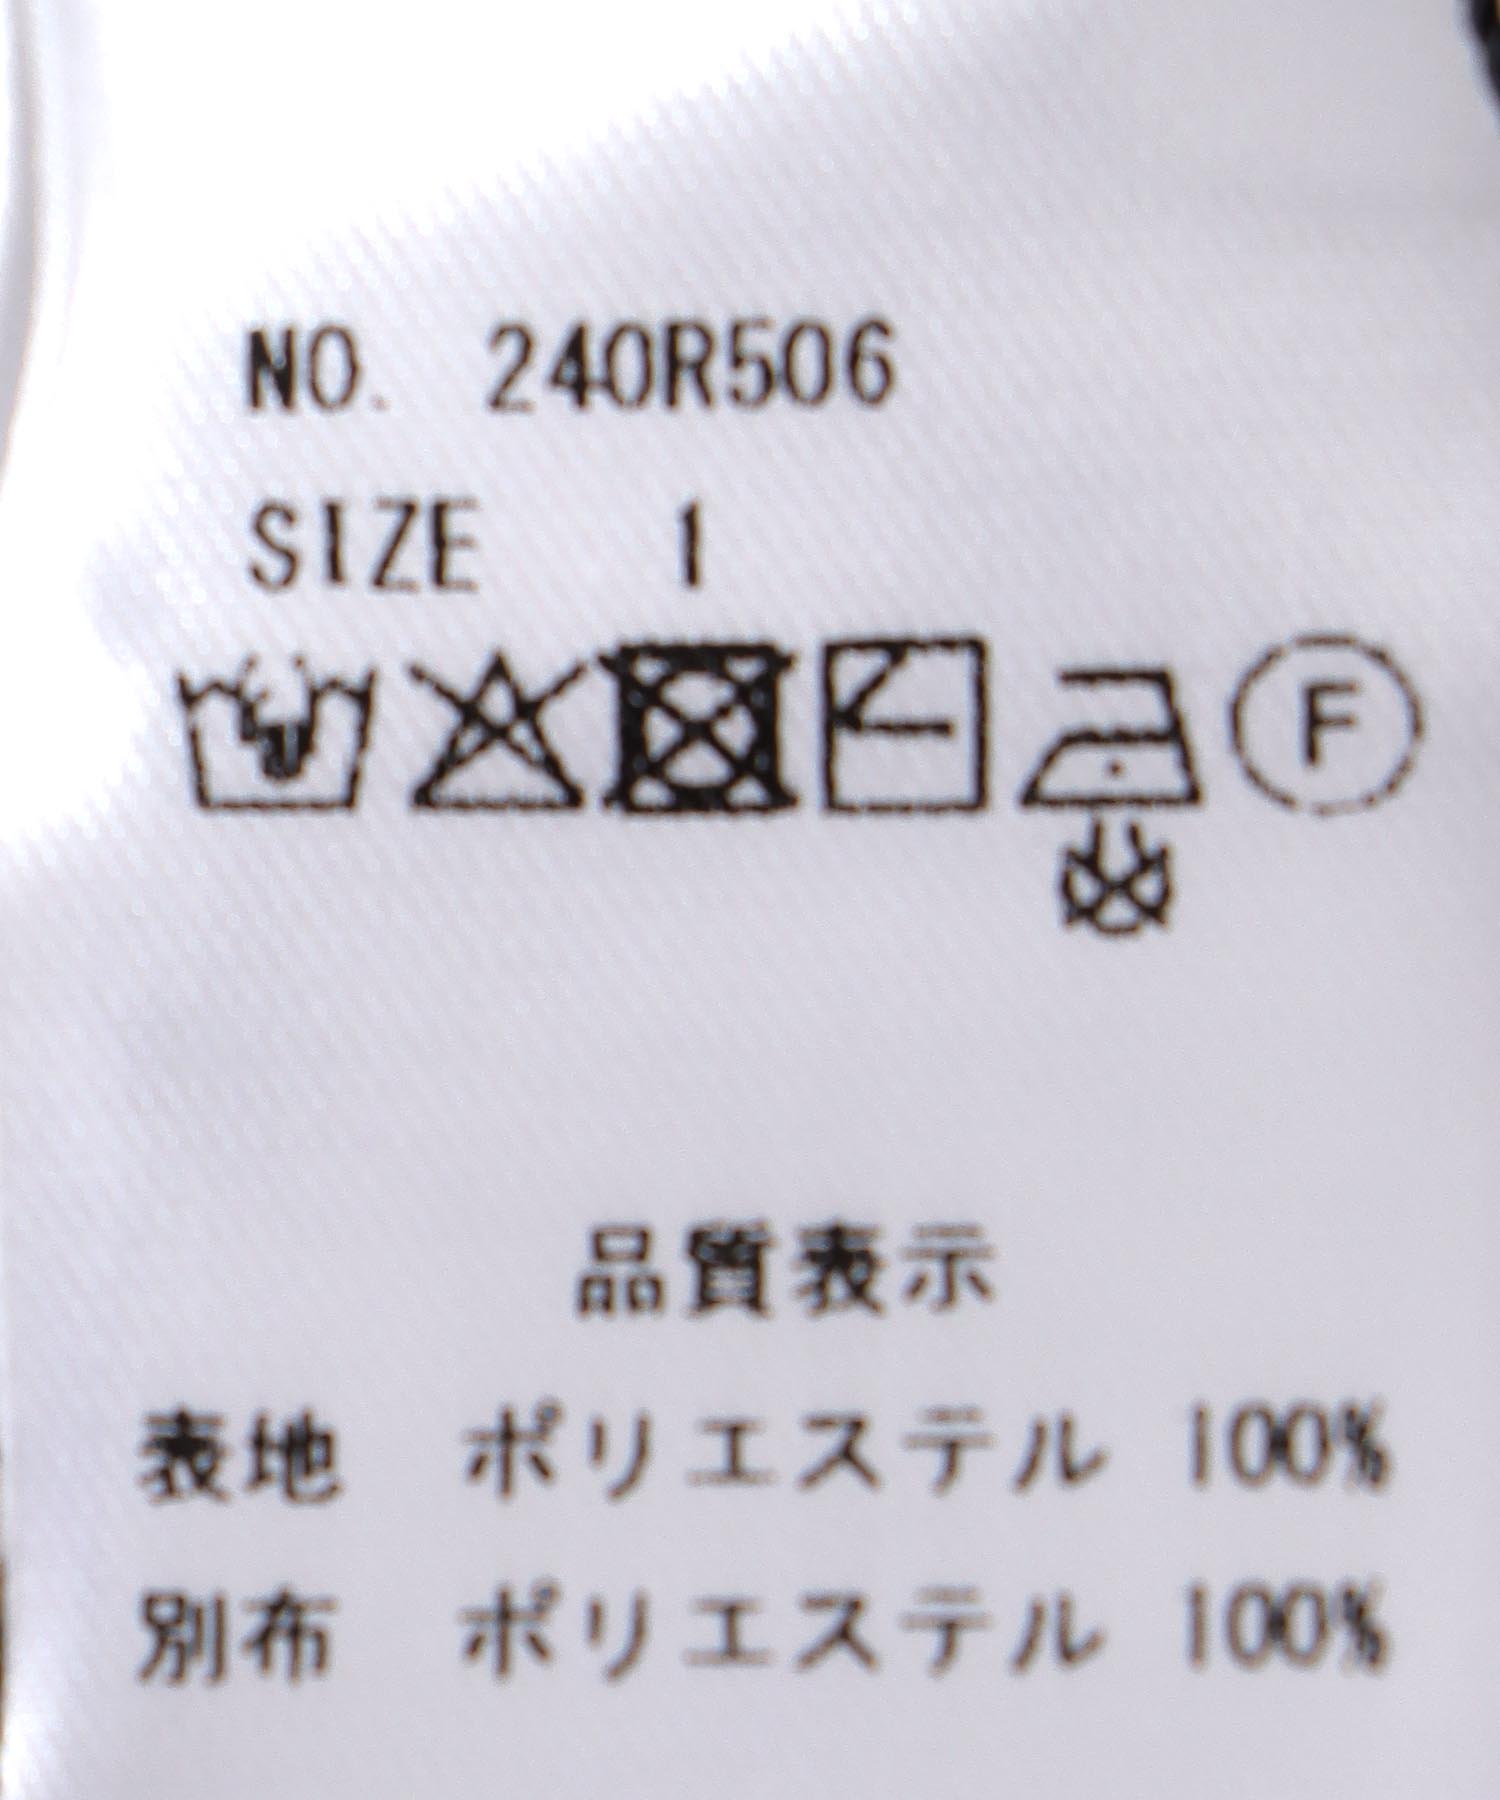 NO. 240R506
SIZE 1
F
品質表示
表地 ポリエステル 100%
別布 ポリエステル 100%